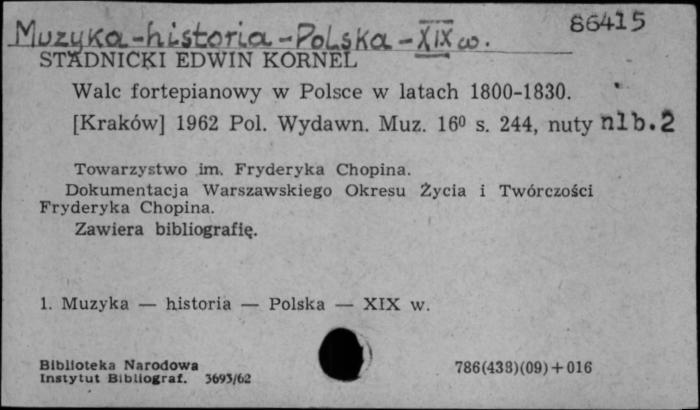 86415
Muzyka-historia-Polska-XIX w.
STADNICKI EDWIN KORNEL
Walc fortepianowy w Polsce w latach 1800-1830.
[Kraków] 1962 Pol. Wydawn. Muz. 16⁰ s. 244, nuty nlb.2
Towarzystwo im. Fryderyka Chopina.
Dokumentacja Warszawskiego Okresu Życia i Twórczości
Fryderyka Chopina.
Zawiera bibliografię.
1. Muzyka — historia — Polska — XIX w.
Biblioteka Narodowa
Instytut Bibliograf. 3693/62
786(438)(09)+016